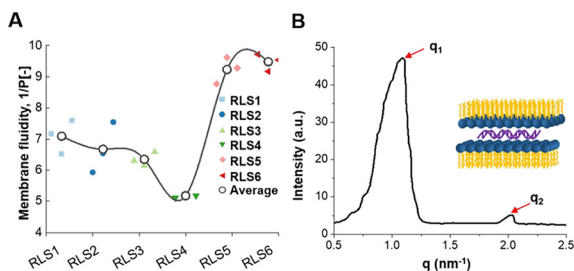 A
Membrane fluidity, 1/P[-]
10
9
8
7
6
5
4
RLS1
RLS2
RLS3
RLS4
RLS5
RLS6
RLS1
RLS2
RLS3
RLS4
RLS5
RLS6
Average
B
Intensity (a.u.)
50
40
30
20
10
0
q1
q2
0.5
1.0
1.5
2.0
2.5
q (nm⁻¹)